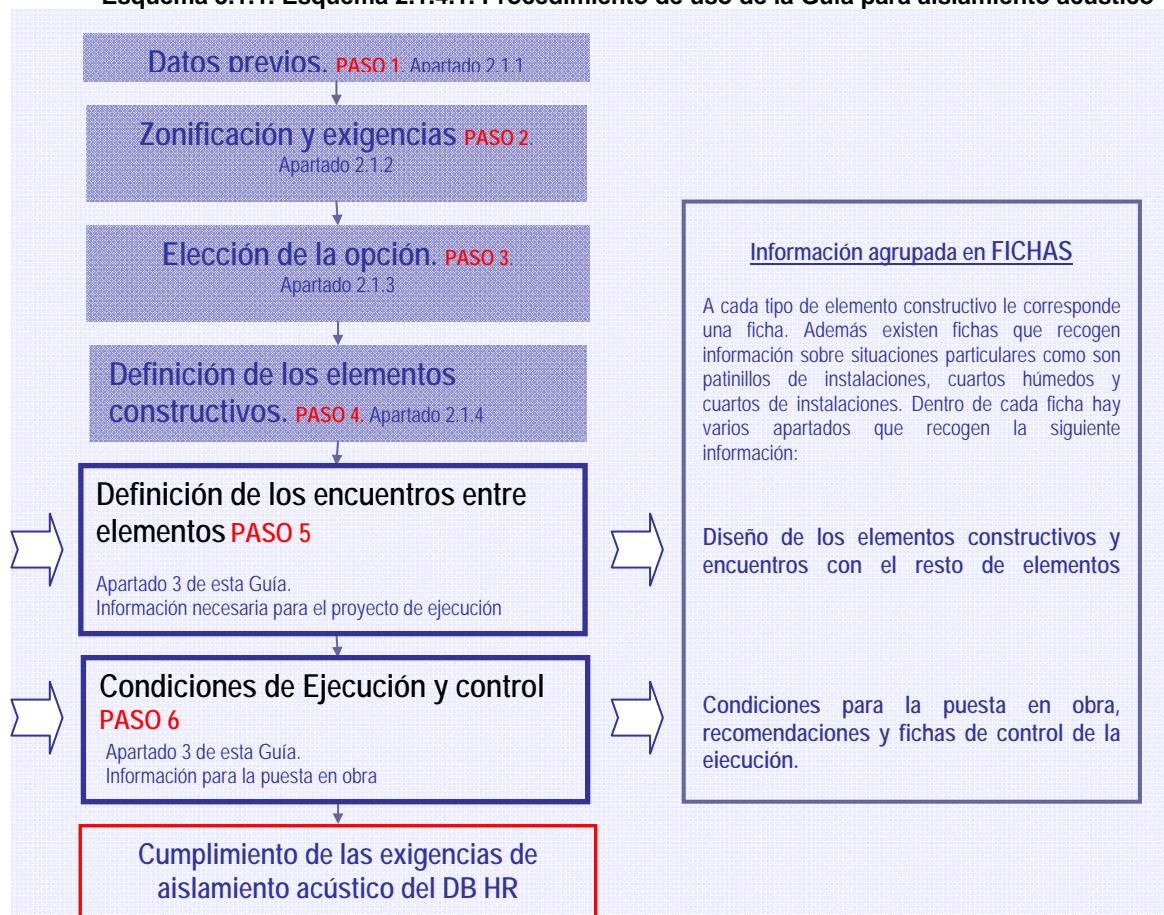 Esquema 3.1.1. Esquema 2.1.4.1. Procedimiento de uso de la Guía para aislamiento acústico
Datos previos. PASO 1. Apartado 2.1.1
Zonificación y exigencias PASO 2.
Apartado 2.1.2
Elección de la opción. PASO 3.
Apartado 2.1.3
Definición de los elementos
constructivos. PASO 4. Apartado 2.1.4
Definición de los encuentros entre
elementos PASO 5
Apartado 3 de esta Guía.
Información necesaria para el proyecto de ejecución
Condiciones de Ejecución y control
PASO 6
Apartado 3 de esta Guía.
Información para la puesta en obra
Cumplimiento de las exigencias de
aislamiento acústico del DB HR
Información agrupada en FICHAS
A cada tipo de elemento constructivo le corresponde
una ficha. Además existen fichas que recogen
información sobre situaciones particulares como son
patinillos de instalaciones, cuartos húmedos y
cuartos de instalaciones. Dentro de cada ficha hay
varios apartados que recogen la siguiente
información:
Diseño de los elementos constructivos y
encuentros con el resto de elementos
Condiciones para la puesta en obra,
recomendaciones y fichas de control de la
ejecución.